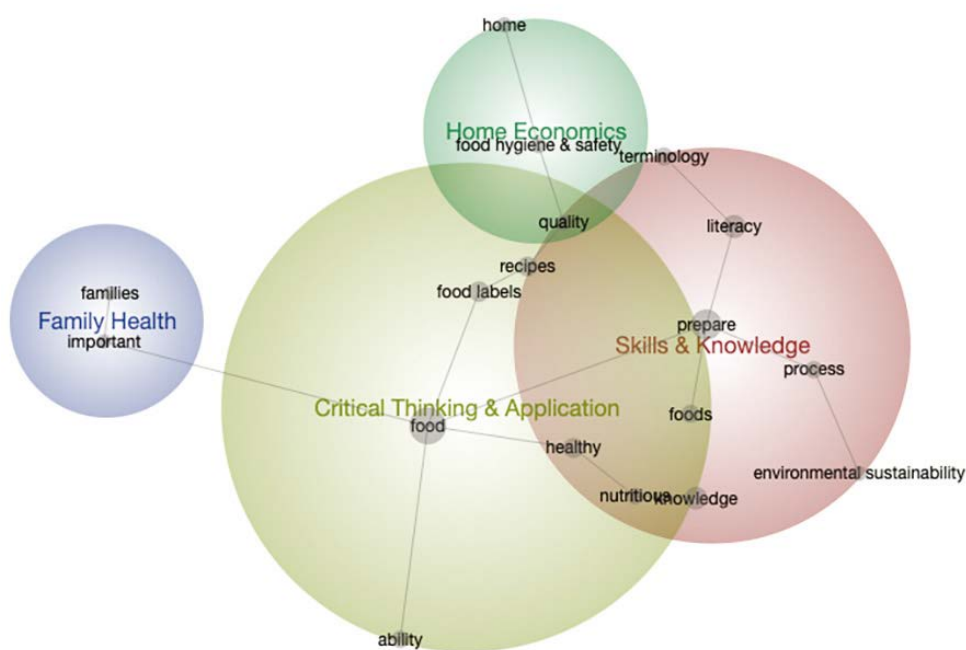 home
Home Economics
food hygiene & safety
terminology
quality
literacy
recipes
food labels
families
Family Health
important
prepare
Skills & Knowledge
process
Critical Thinking & Application
food
foods
healthy
environmental sustainability
nutritious
knowledge
ability